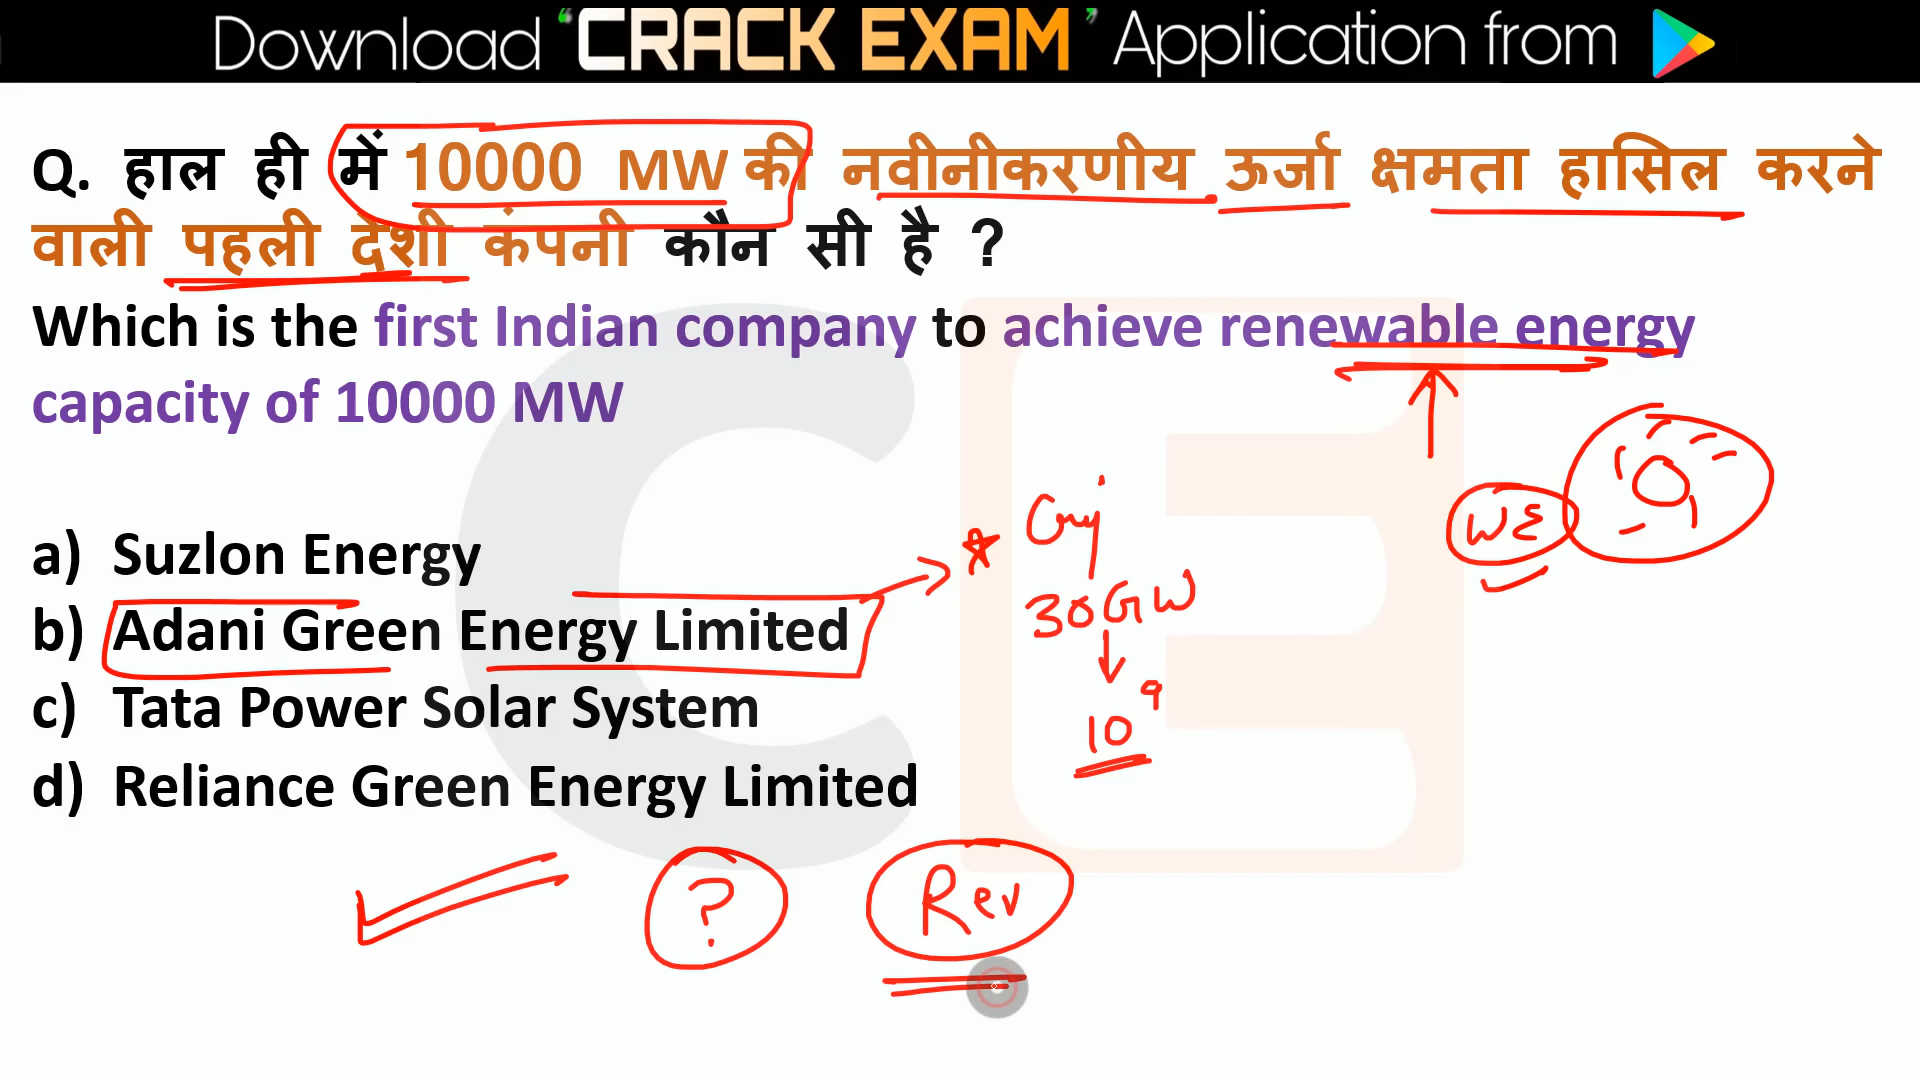 Download “CRACK EXAM” Application from
Q. हाल ही में 10000 MW की नवीनीकरणीय ऊर्जा क्षमता हासिल करने
वाली पहली देशी कंपनी कौन सी है ?
Which is the first Indian company to achieve renewable energy
capacity of 10000 MW
WE
a) Suzlon Energy
Guj
30GW
b) Adani Green Energy Limited
10⁹
c) Tata Power Solar System
d) Reliance Green Energy Limited
?
Rev
CE